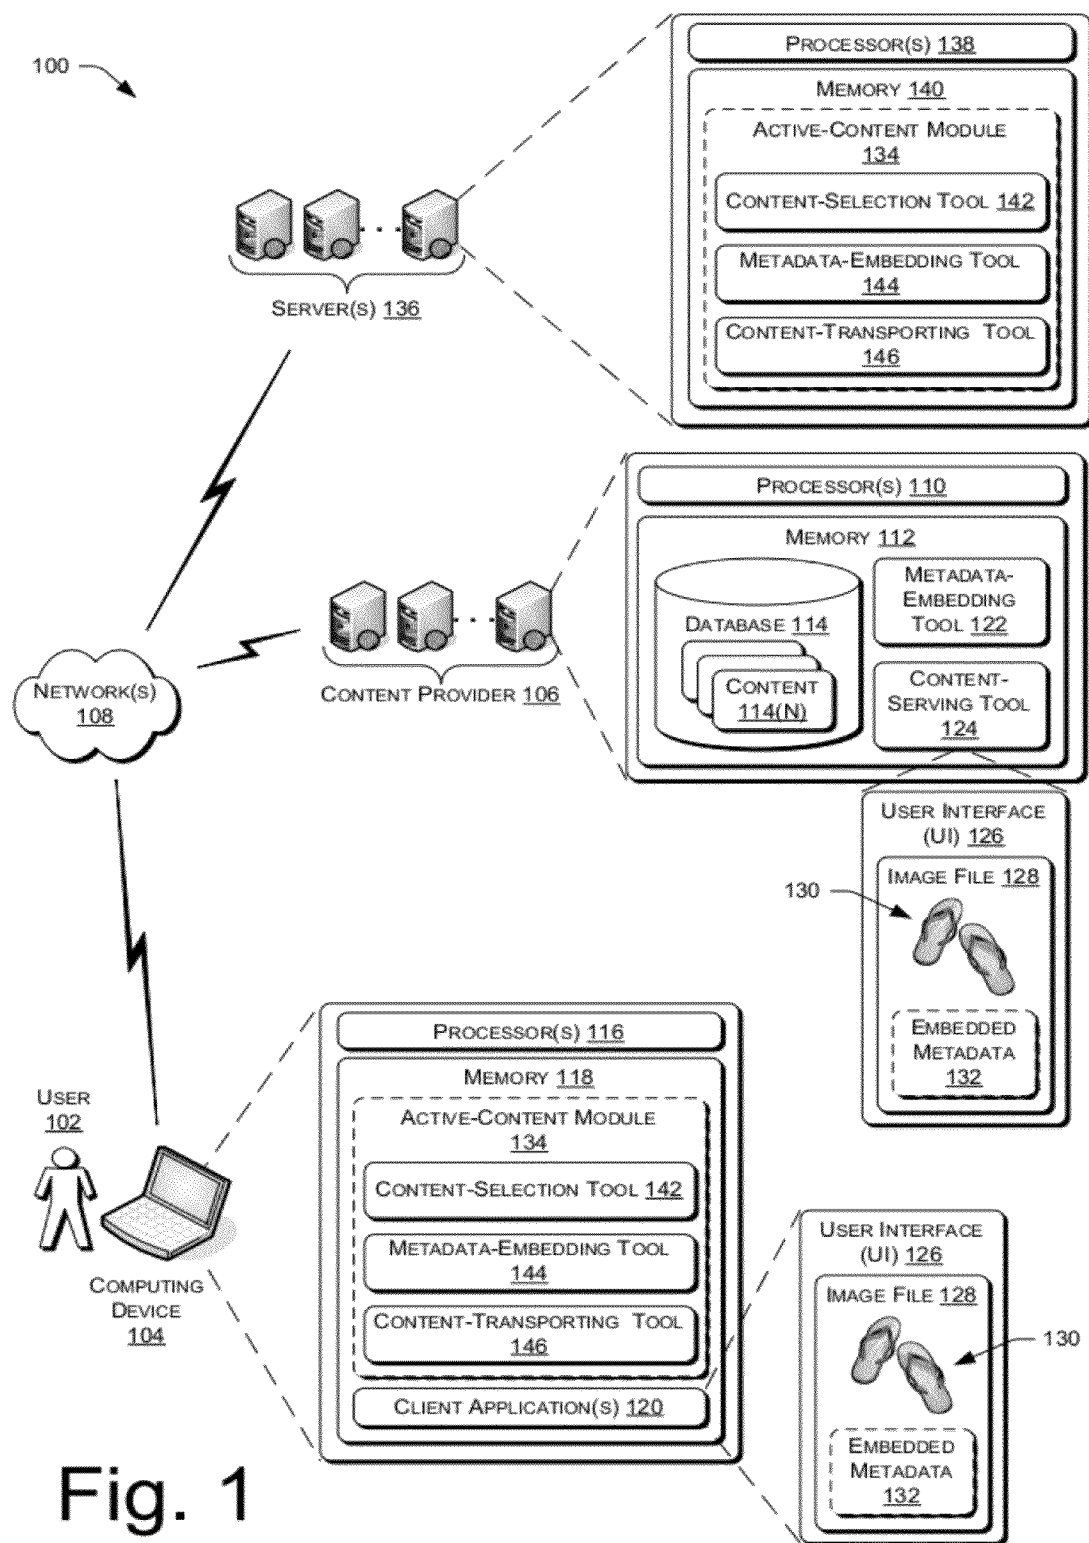 100
PROCESSOR(S) 138
MEMORY 140
ACTIVE-CONTENT MODULE
134
CONTENT-SELECTION TOOL 142
METADATA-EMBEDDING TOOL
144
CONTENT-TRANSPORTING TOOL
146
SERVER(S) 136
PROCESSOR(S) 110
MEMORY 112
DATABASE 114
CONTENT
114(N)
METADATA-
EMBEDDING
TOOL 122
CONTENT-
SERVING TOOL
124
CONTENT PROVIDER 106
NETWORK(S)
108
USER INTERFACE
(UI) 126
IMAGE FILE 128
130
EMBEDDED
METADATA
132
PROCESSOR(S) 116
MEMORY 118
ACTIVE-CONTENT MODULE
134
CONTENT-SELECTION TOOL 142
METADATA-EMBEDDING TOOL
144
CONTENT-TRANSPORTING TOOL
146
CLIENT APPLICATION(S) 120
USER
102
COMPUTING
DEVICE
104
USER INTERFACE
(UI) 126
IMAGE FILE 128
130
EMBEDDED
METADATA
132
Fig. 1